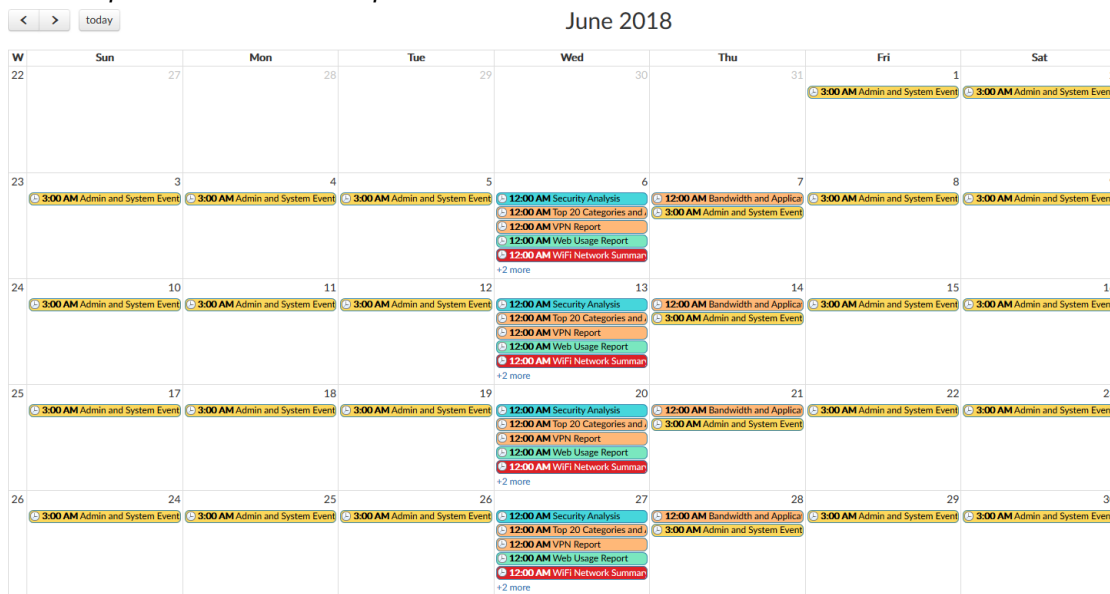 today
June 2018
W Sun Mon Tue Wed Thu Fri Sat
22 27 28 29 30 31 1
3:00 AM Admin and System Event 3:00 AM Admin and System Even
23 3 4 5 6 7 8
3:00 AM Admin and System Event 3:00 AM Admin and System Event 3:00 AM Admin and System Event 12:00 AM Security Analysis 12:00 AM Bandwidth and Applica 3:00 AM Admin and System Event 3:00 AM Admin and System Even
12:00 AM Top 20 Categories and 3:00 AM Admin and System Event
12:00 AM VPN Report
12:00 AM Web Usage Report
12:00 AM WiFi Network Summar
+2 more
24 10 11 12 13 14 15 1
3:00 AM Admin and System Event 3:00 AM Admin and System Event 3:00 AM Admin and System Event 12:00 AM Security Analysis 12:00 AM Bandwidth and Applica 3:00 AM Admin and System Event 3:00 AM Admin and System Even
12:00 AM Top 20 Categories and 3:00 AM Admin and System Event
12:00 AM VPN Report
12:00 AM Web Usage Report
12:00 AM WiFi Network Summar
+2 more
25 17 18 19 20 21 22 2
3:00 AM Admin and System Event 3:00 AM Admin and System Event 3:00 AM Admin and System Event 12:00 AM Security Analysis 12:00 AM Bandwidth and Applica 3:00 AM Admin and System Event 3:00 AM Admin and System Even
12:00 AM Top 20 Categories and 3:00 AM Admin and System Event
12:00 AM VPN Report
12:00 AM Web Usage Report
12:00 AM WiFi Network Summar
+2 more
26 24 25 26 27 28 29 30
3:00 AM Admin and System Event 3:00 AM Admin and System Event 3:00 AM Admin and System Event 12:00 AM Security Analysis 12:00 AM Bandwidth and Applica 3:00 AM Admin and System Event 3:00 AM Admin and System Even
12:00 AM Top 20 Categories and 3:00 AM Admin and System Event
12:00 AM VPN Report
12:00 AM Web Usage Report
12:00 AM WiFi Network Summar
+2 more